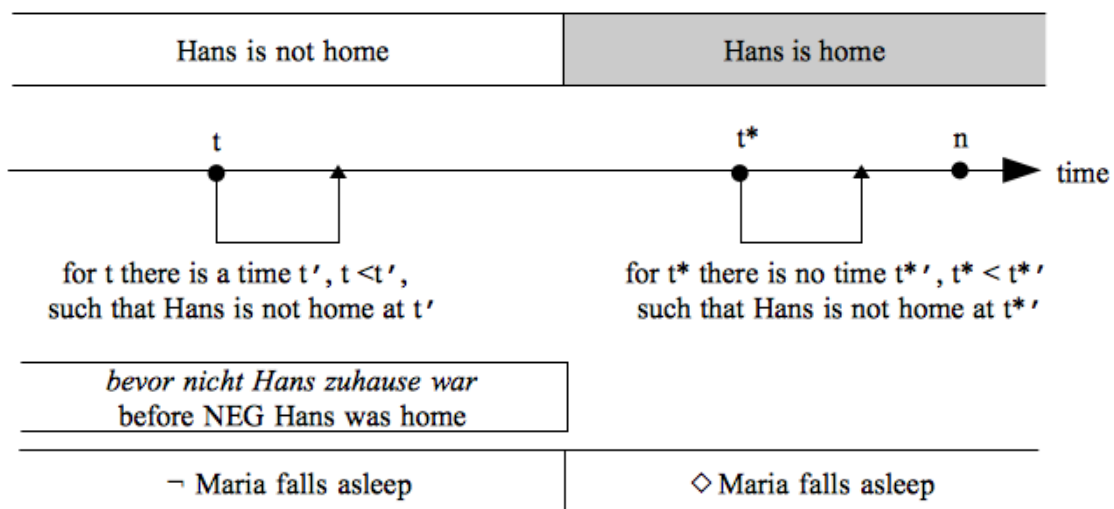 Hans is not home
Hans is home
t
t*
n
time
for t there is a time t′, t <t′,
such that Hans is not home at t′
for t* there is no time t*′, t* < t*′
such that Hans is not home at t*′
bevor nicht Hans zuhause war
before NEG Hans was home
¬ Maria falls asleep
◇ Maria falls asleep